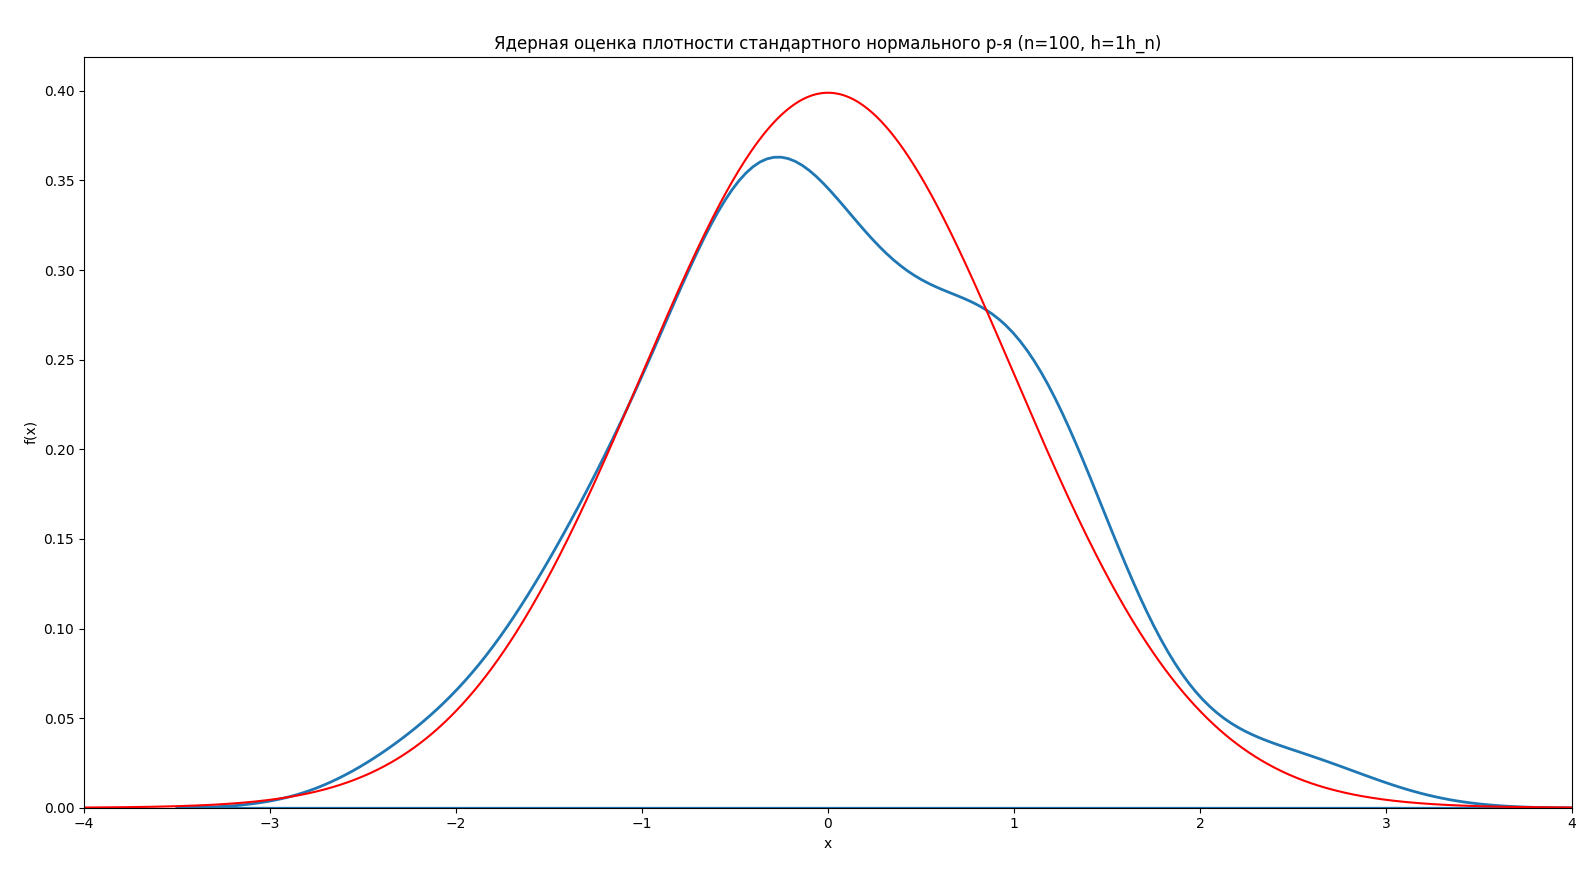 Ядерная оценка плотности стандартного нормального р-я (n=100, h=1h_n)
0.40
0.35
0.30
0.25
0.20
0.15
0.10
0.05
0.00
f(x)
−4 −3 −2 −1 0 1 2 3 4
x